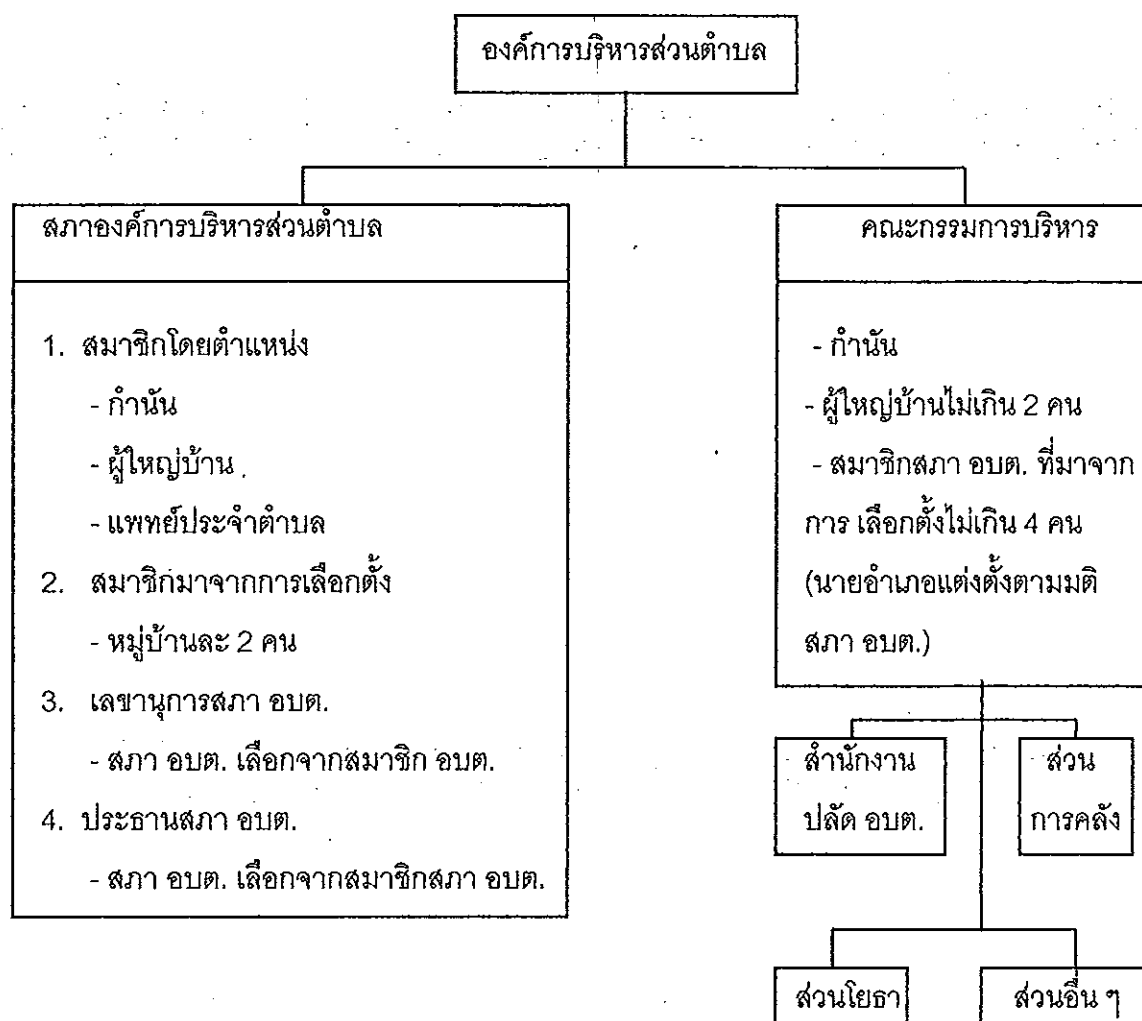 องค์การบริหารส่วนตำบล
สภาองค์การบริหารส่วนตำบล
1. สมาชิกโดยตำแหน่ง
- กำนัน
- ผู้ใหญ่บ้าน
- แพทย์ประจำตำบล
2. สมาชิกมาจากการเลือกตั้ง
- หมู่บ้านละ 2 คน
3. เลขานุการสภา อบต.
- สภา อบต. เลือกจากสมาชิก อบต.
4. ประธานสภา อบต.
- สภา อบต. เลือกจากสมาชิกสภา อบต.
คณะกรรมการบริหาร
- กำนัน
- ผู้ใหญ่บ้านไม่เกิน 2 คน
- สมาชิกสภา อบต. ที่มาจาก
การ เลือกตั้งไม่เกิน 4 คน
(นายอำเภอแต่งตั้งตามมติ
สภา อบต.)
สำนักงาน
ปลัด อบต.
ส่วน
การคลัง
ส่วนโยธา
ส่วนอื่น ๆ